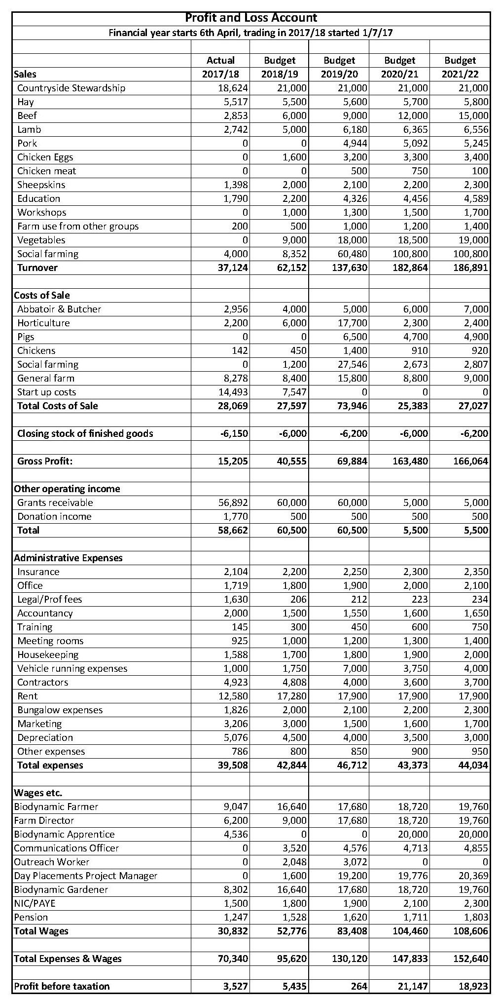 Profit and Loss Account
Financial year starts 6th April, trading in 2017/18 started 1/7/17
Actual Budget Budget Budget Budget
Sales 2017/18 2018/19 2019/20 2020/21 2021/22
Countryside Stewardship 18,624 21,000 21,000 21,000 21,000
Hay 5,517 5,500 5,600 5,700 5,800
Beef 2,853 6,000 9,000 12,000 15,000
Lamb 2,742 5,000 6,180 6,365 6,556
Pork 0 0 4,944 5,092 5,245
Chicken Eggs 0 1,600 3,200 3,300 3,400
Chicken meat 0 0 500 750 100
Sheepskins 1,398 2,000 2,100 2,200 2,300
Education 1,790 2,200 4,326 4,456 4,589
Workshops 0 1,000 1,300 1,500 1,700
Farm use from other groups 200 500 1,000 1,200 1,400
Vegetables 0 9,000 18,000 18,500 19,000
Social farming 4,000 8,352 60,480 100,800 100,800
Turnover 37,124 62,152 137,630 182,864 186,891
Costs of Sale
Abbatoir & Butcher 2,956 4,000 5,000 6,000 7,000
Horticulture 2,200 6,000 17,700 2,300 2,400
Pigs 0 0 6,500 4,700 4,900
Chickens 142 450 1,400 910 920
Social farming 0 1,200 27,546 2,673 2,807
General farm 8,278 8,400 15,800 8,800 9,000
Start up costs 14,493 7,547 0 0 0
Total Costs of Sale 28,069 27,597 73,946 25,383 27,027
Closing stock of finished goods -6,150 -6,000 -6,200 -6,000 -6,200
Gross Profit: 15,205 40,555 69,884 163,480 166,064
Other operating income
Grants receivable 56,892 60,000 60,000 5,000 5,000
Donation income 1,770 500 500 500 500
Total 58,662 60,500 60,500 5,500 5,500
Administrative Expenses
Insurance 2,104 2,200 2,250 2,300 2,350
Office 1,719 1,800 1,900 2,000 2,100
Legal/Prof fees 1,630 206 212 223 234
Accountancy 2,000 1,500 1,550 1,600 1,650
Training 145 300 450 600 750
Meeting rooms 925 1,000 1,200 1,300 1,400
Housekeeping 1,588 1,700 1,800 1,900 2,000
Vehicle running expenses 1,000 1,750 7,000 3,750 4,000
Contractors 4,923 4,808 4,000 3,600 3,700
Rent 12,580 17,280 17,900 17,900 17,900
Bungalow expenses 1,826 2,000 2,100 2,200 2,300
Marketing 3,206 3,000 1,500 1,600 1,700
Depreciation 5,076 4,500 4,000 3,500 3,000
Other expenses 786 800 850 900 950
Total expenses 39,508 42,844 46,712 43,373 44,034
Wages etc.
Biodynamic Farmer 9,047 16,640 17,680 18,720 19,760
Farm Director 6,200 9,000 17,680 18,720 19,760
Biodynamic Apprentice 4,536 0 0 20,000 20,000
Communications Officer 0 3,520 4,576 4,713 4,855
Outreach Worker 0 2,048 3,072 0 0
Day Placements Project Manager 0 1,600 19,200 19,776 20,369
Biodynamic Gardener 8,302 16,640 17,680 18,720 19,760
NIC/PAYE 1,500 1,800 1,900 2,100 2,300
Pension 1,247 1,528 1,620 1,711 1,803
Total Wages 30,832 52,776 83,408 104,460 108,606
Total Expenses & Wages 70,340 95,620 130,120 147,833 152,640
Profit before taxation 3,527 5,435 264 21,147 18,923